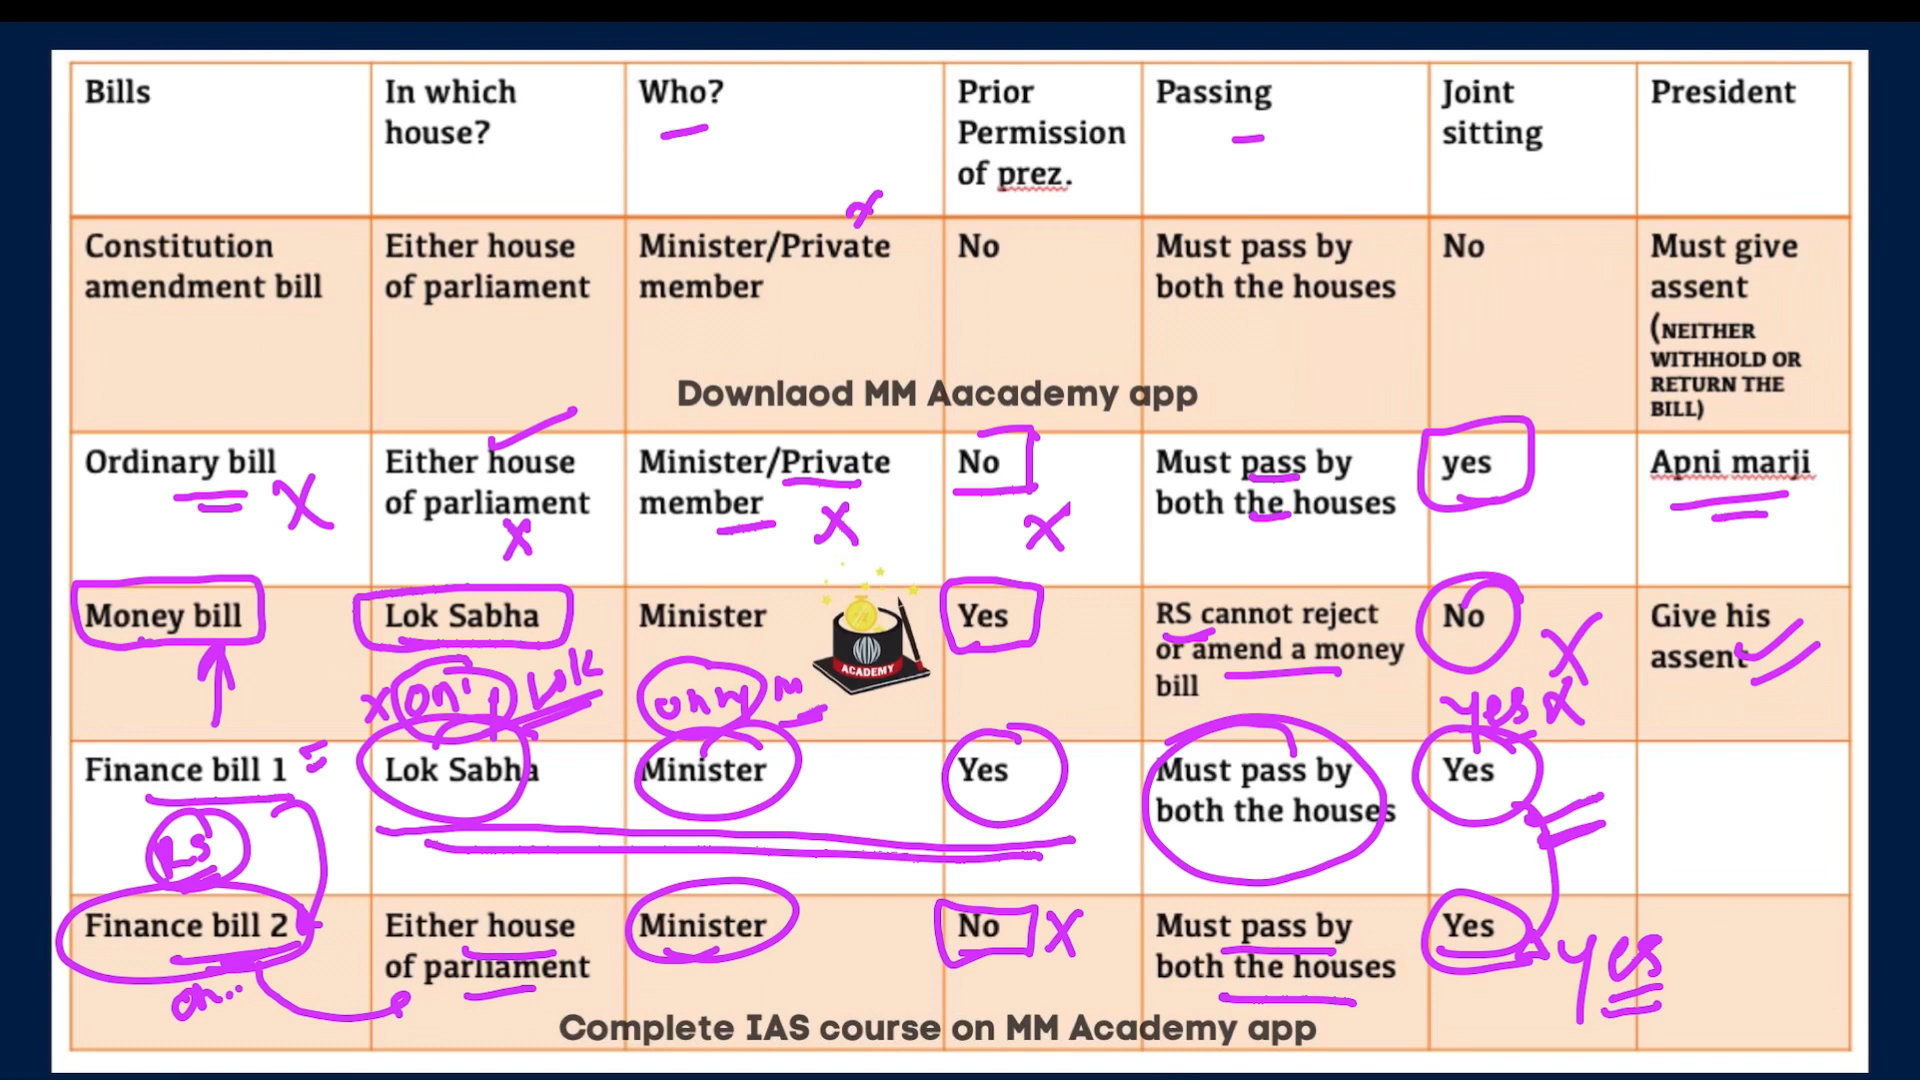 Bills
In which
house?
Who?
Prior
Permission
of prez.
Passing
Joint
sitting
President
Constitution
amendment bill
Either house
of parliament
Minister/Private
member
No
Must pass by
both the houses
No
Must give
assent
(NEITHER
WITHHOLD OR
RETURN THE
BILL)
Downlaod MM Aacademy app
Ordinary bill
Either house
of parliament
Minister/Private
member
No
Must pass by
both the houses
yes
Apni marji
Money bill
Lok Sabha
Minister
ACADEMY
Yes
RS cannot reject
or amend a money
bill
No
Give his
assent
only M
yes
Finance bill 1
RS
Lok Sabha
Minister
Yes
Must pass by
both the houses
Yes
Finance bill 2
Either house
of parliament
Minister
No
Must pass by
both the houses
Yes
yes
Complete IAS course on MM Academy app